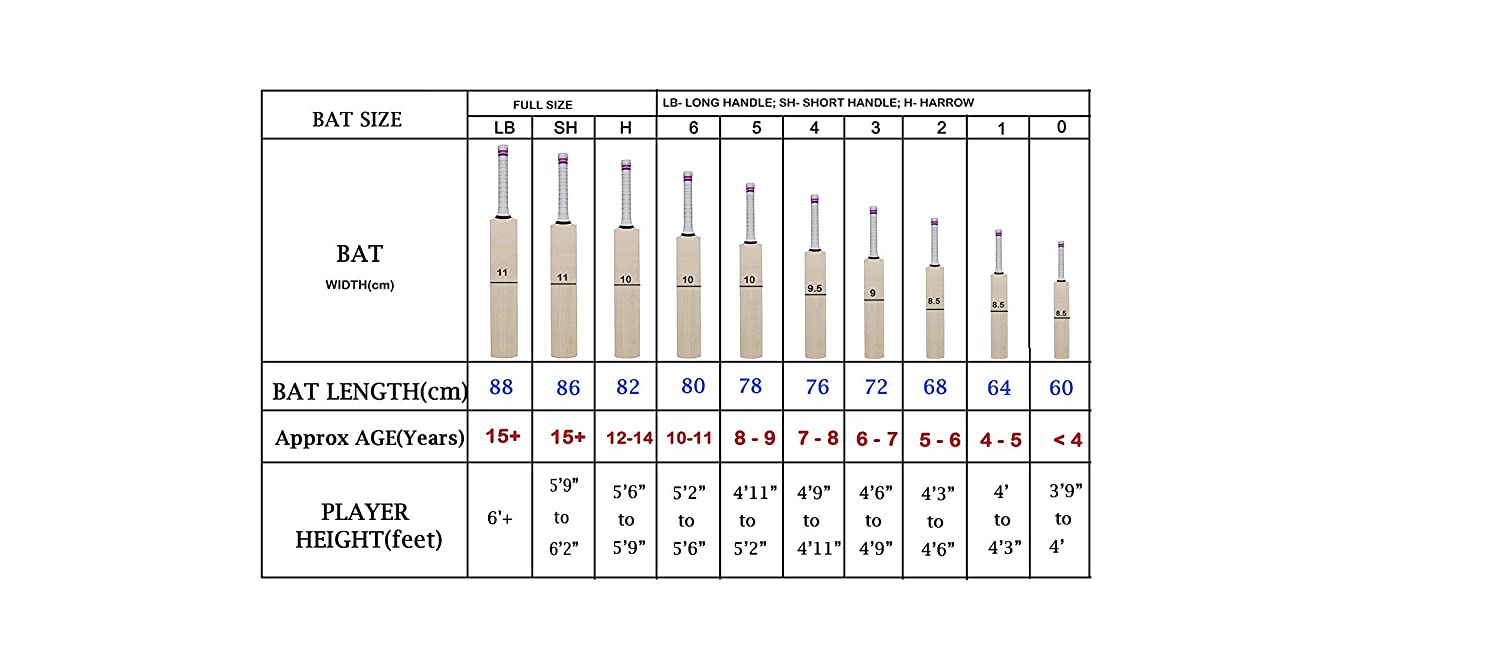 BAT SIZE
FULL SIZE
LB- LONG HANDLE; SH- SHORT HANDLE; H- HARROW
LB SH H 6 5 4 3 2 1 0
BAT
WIDTH(cm)
11 11 10 10 10 9.5 9 8.5 8.5 8.5
BAT LENGTH(cm) 88 86 82 80 78 76 72 68 64 60
Approx AGE(Years) 15+ 15+ 12-14 10-11 8 - 9 7 - 8 6 - 7 5 - 6 4 - 5 < 4
PLAYER
HEIGHT(feet)
6'+
5'9” 5'6” 5'2” 4'11” 4'9” 4'6” 4'3” 4' 3'9”
to to to to to to to to to
6'2” 5'9” 5'6” 5'2” 4'11” 4'9” 4'6” 4'3” 4'